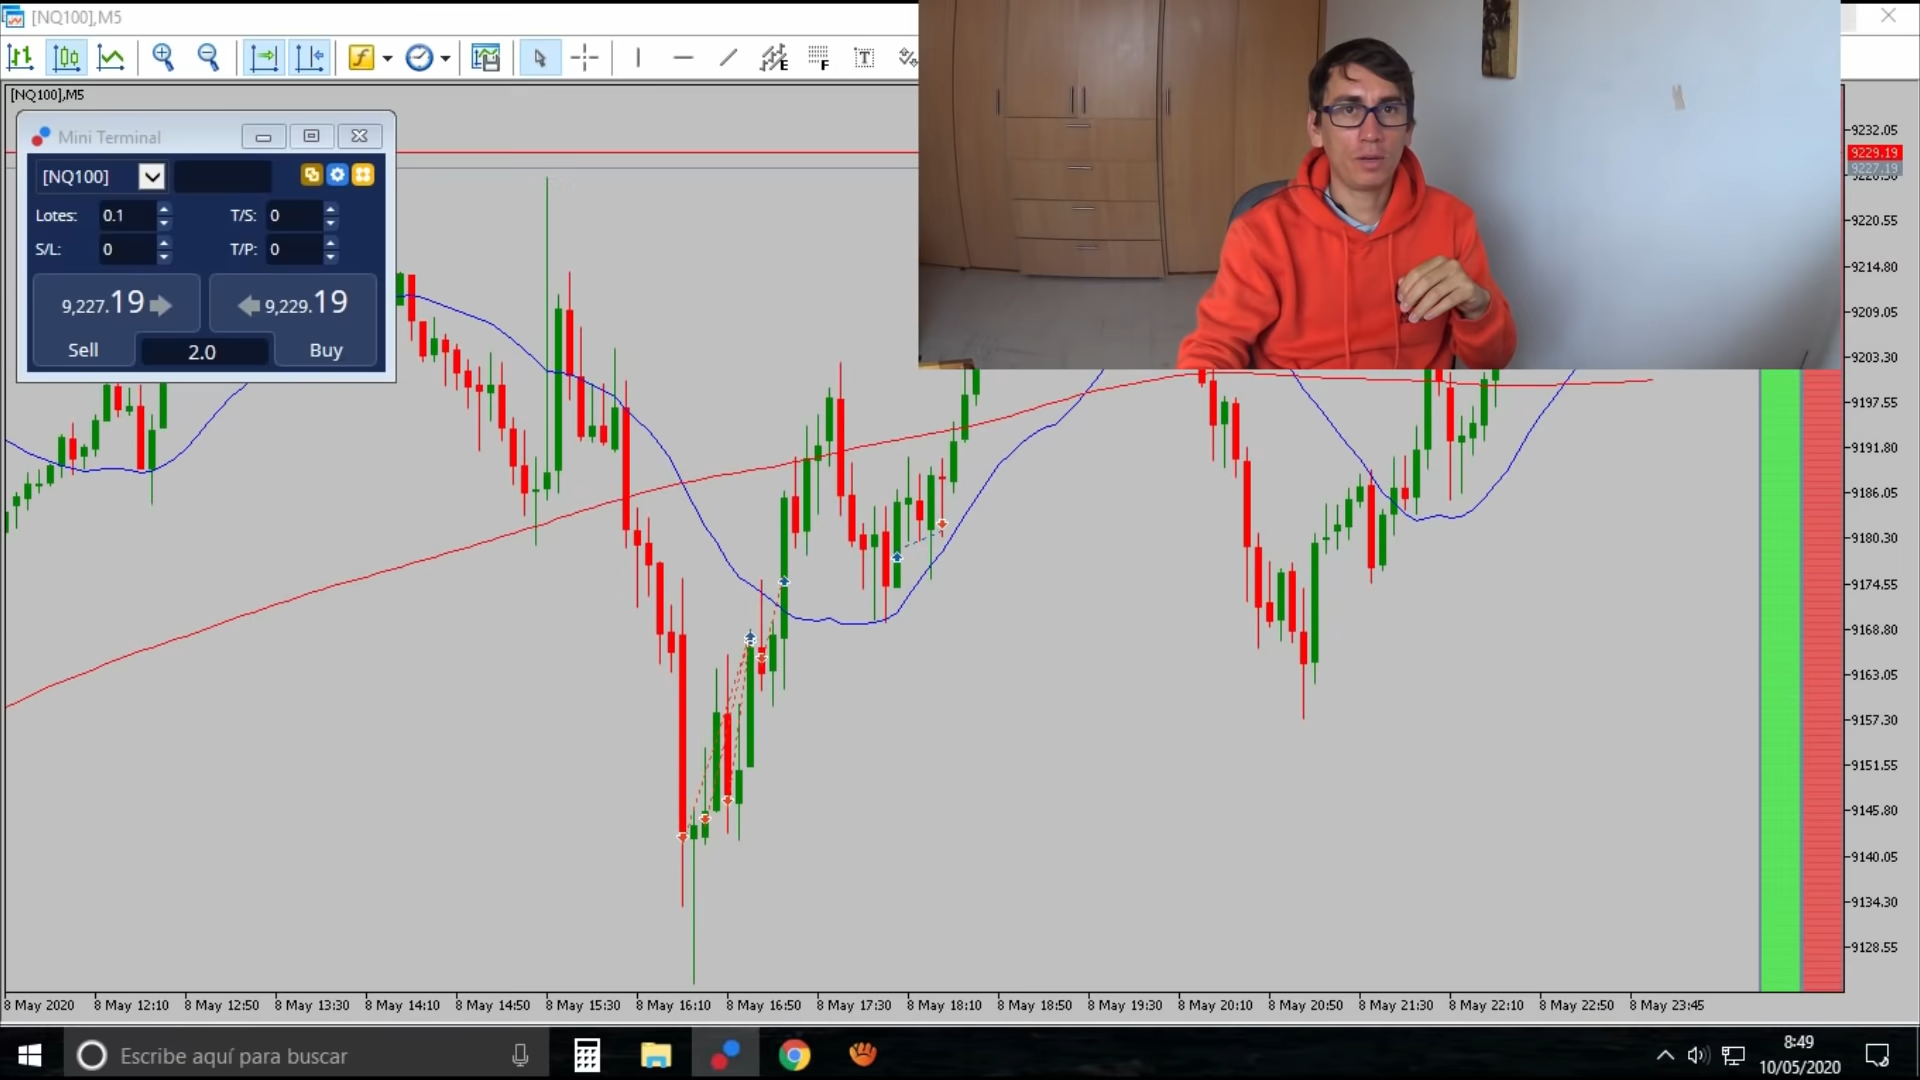 [NQ100],M5
E
F
T
[NQ100],M5
Mini Terminal
[NQ100]
Lotes: 0.1 T/S: 0
S/L: 0 T/P: 0
9,227.19 9,229.19
Sell 2.0 Buy
9232.05
9229.19
9227.19
9220.55
9214.80
9209.05
9203.30
9197.55
9191.80
9186.05
9180.30
9174.55
9168.80
9163.05
9157.30
9151.55
9145.80
9140.05
9134.30
9128.55
8 May 2020 8 May 12:10 8 May 12:50 8 May 13:30 8 May 14:10 8 May 14:50 8 May 15:30 8 May 16:10 8 May 16:50 8 May 17:30 8 May 18:10 8 May 18:50 8 May 19:30 8 May 20:10 8 May 20:50 8 May 21:30 8 May 22:10 8 May 22:50 8 May 23:45
Escribe aquí para buscar
8:49
10/05/2020